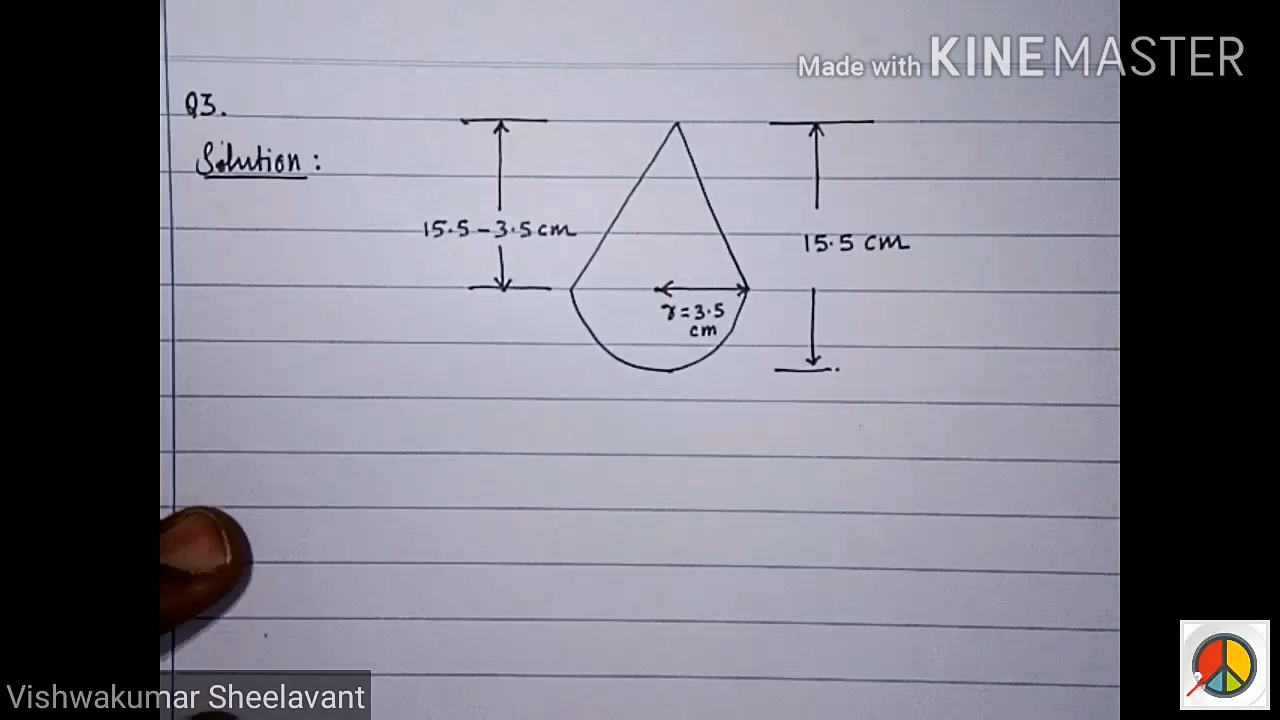 Made with KINEMASTER
Q3.
Solution :
15.5 - 3.5 cm
15.5 cm
r = 3.5
cm
Vishwakumar Sheelavant